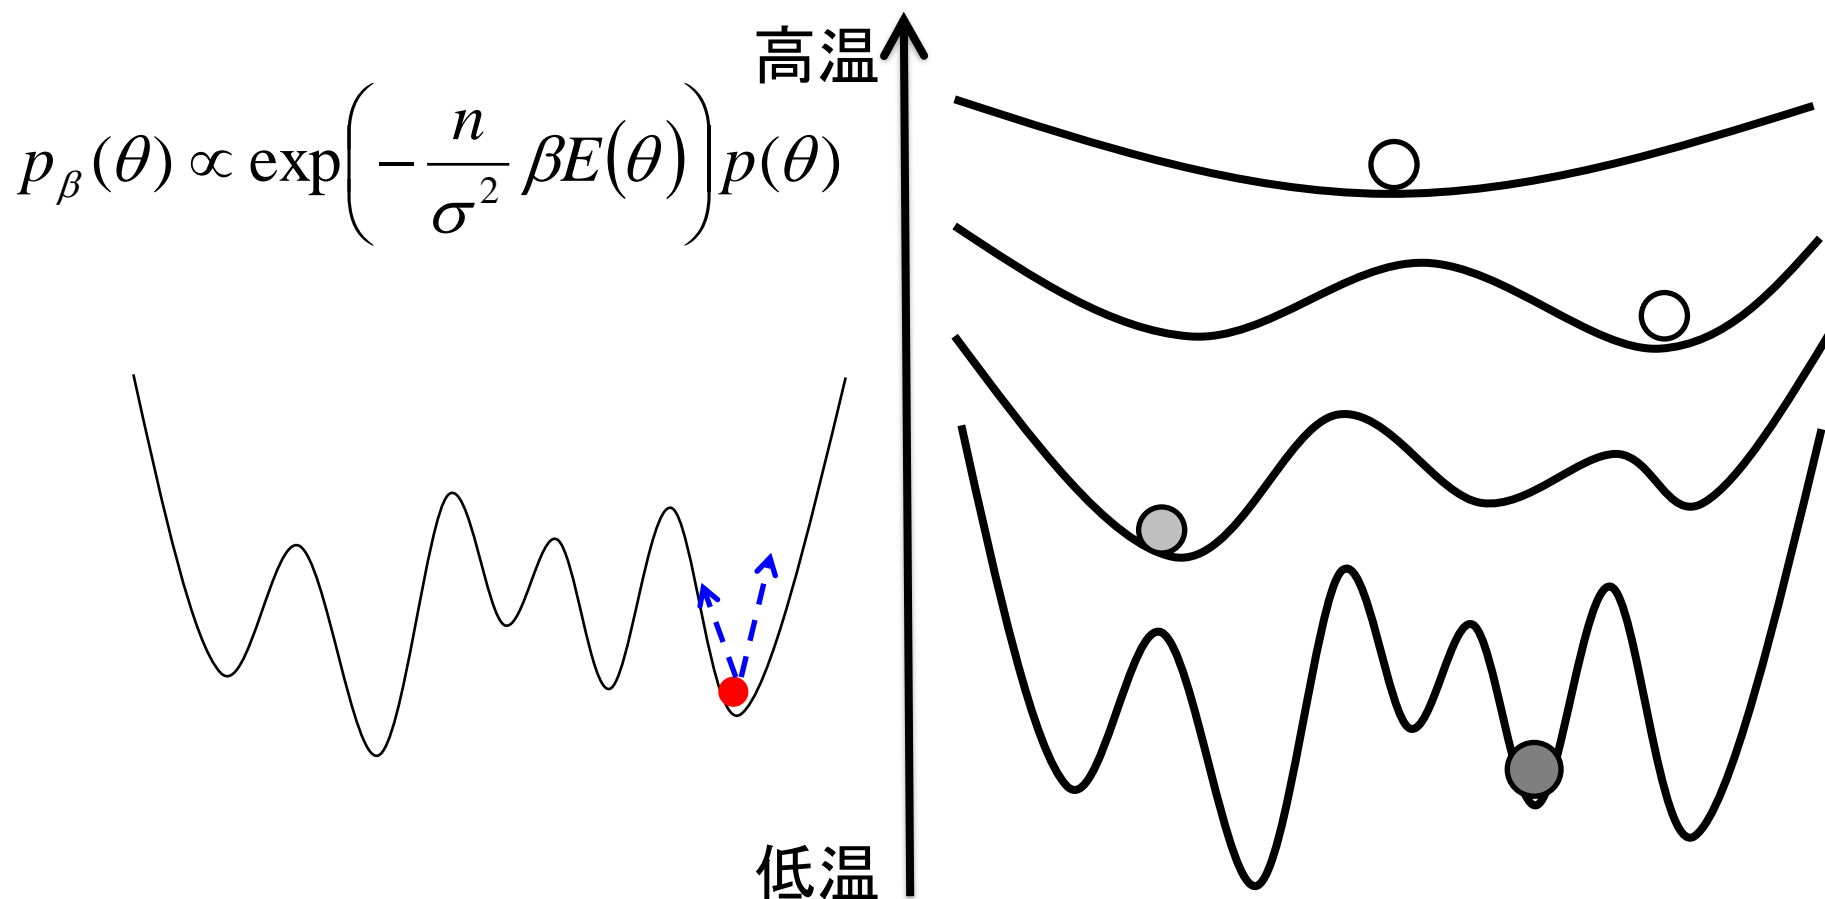 高温
p_β(θ) ∝ exp(−n/σ² βE(θ))p(θ)
低温